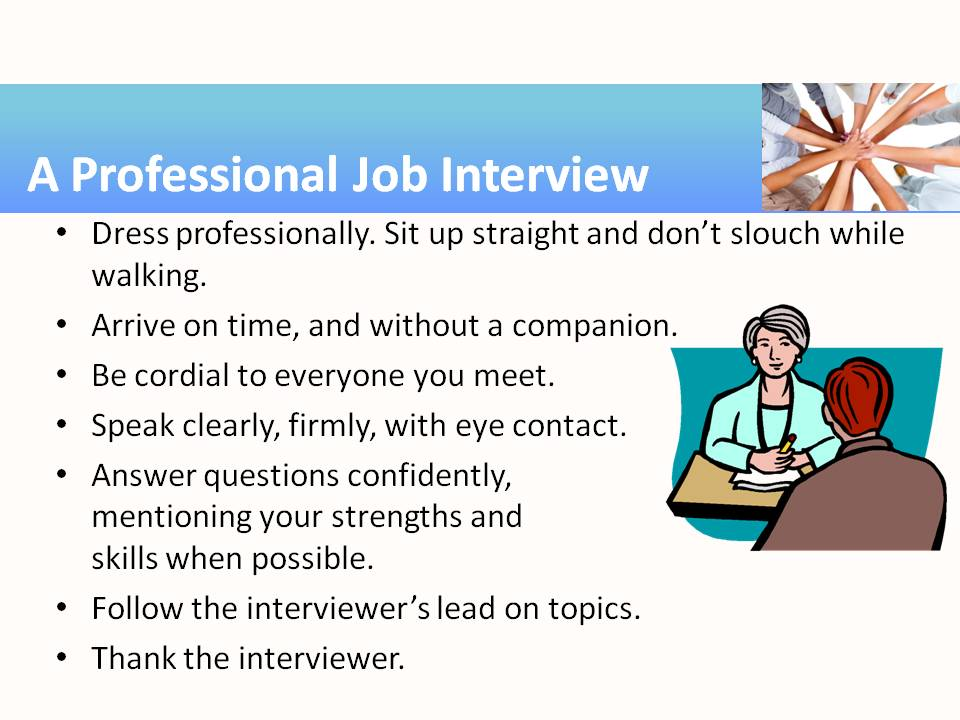 A Professional Job Interview
• Dress professionally. Sit up straight and don’t slouch while
walking.
• Arrive on time, and without a companion.
• Be cordial to everyone you meet.
• Speak clearly, firmly, with eye contact.
• Answer questions confidently,
mentioning your strengths and
skills when possible.
• Follow the interviewer’s lead on topics.
• Thank the interviewer.